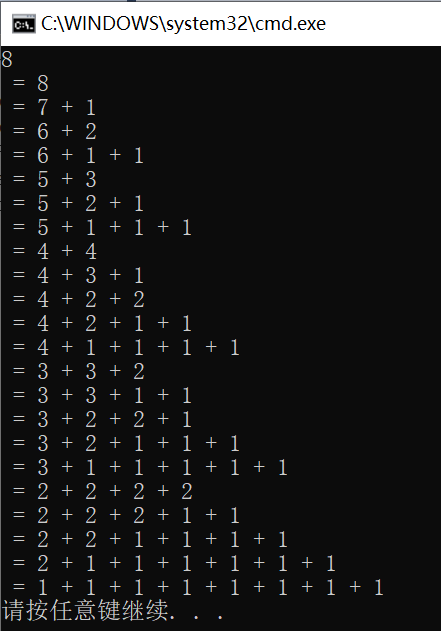 C:\WINDOWS\system32\cmd.exe
8
= 8
= 7 + 1
= 6 + 2
= 6 + 1 + 1
= 5 + 3
= 5 + 2 + 1
= 5 + 1 + 1 + 1
= 4 + 4
= 4 + 3 + 1
= 4 + 2 + 2
= 4 + 2 + 1 + 1
= 4 + 1 + 1 + 1 + 1
= 3 + 3 + 2
= 3 + 3 + 1 + 1
= 3 + 2 + 2 + 1
= 3 + 2 + 1 + 1 + 1
= 3 + 1 + 1 + 1 + 1 + 1
= 2 + 2 + 2 + 2
= 2 + 2 + 2 + 1 + 1
= 2 + 2 + 1 + 1 + 1 + 1
= 2 + 1 + 1 + 1 + 1 + 1 + 1
= 1 + 1 + 1 + 1 + 1 + 1 + 1 + 1
请按任意键继续. . .